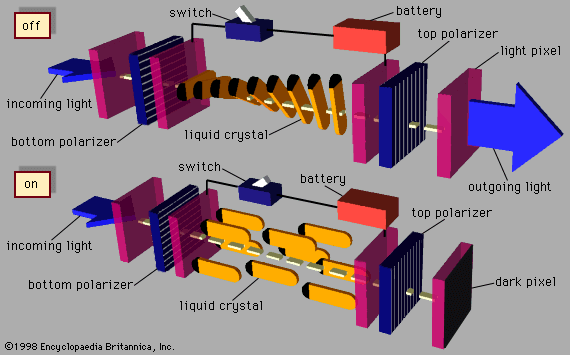 off
switch
battery
top polarizer
light pixel
incoming light
bottom polarizer
liquid crystal
outgoing light
on
switch
battery
top polarizer
incoming light
bottom polarizer
liquid crystal
dark pixel
©1998 Encyclopaedia Britannica, Inc.